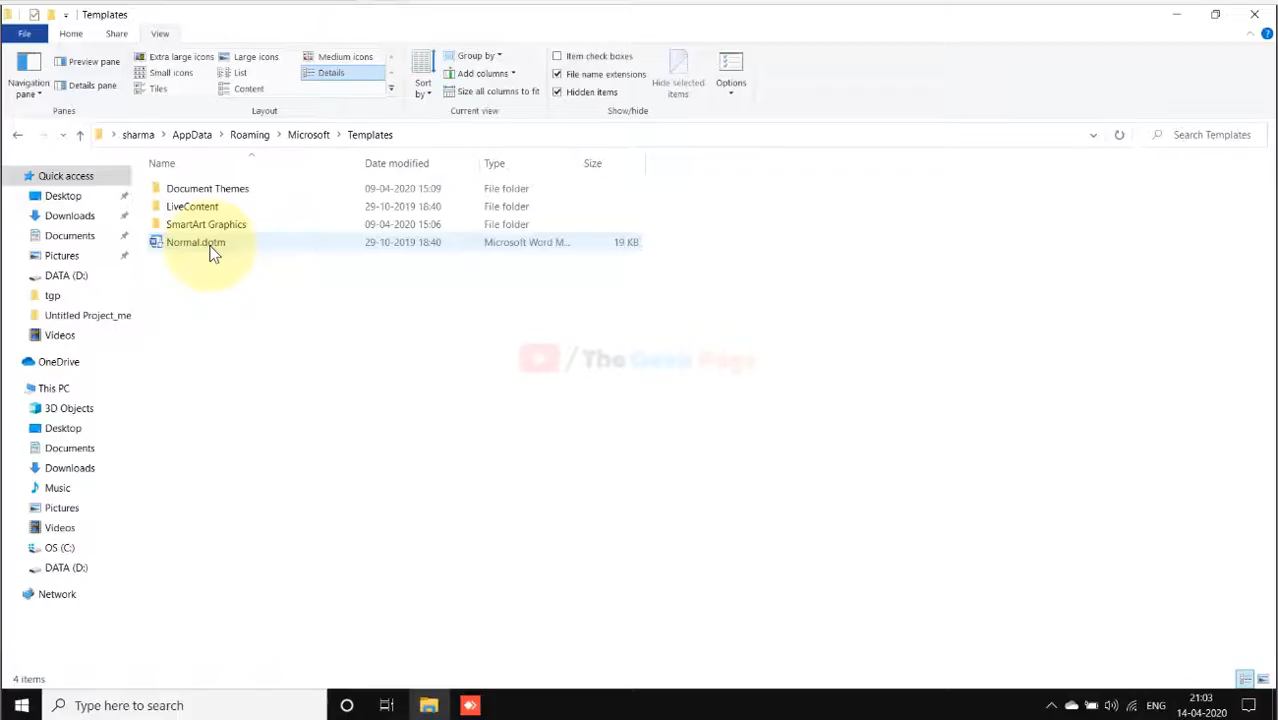 Templates
File Home Share View
Navigation pane
Preview pane
Details pane
Panes
Extra large icons Large icons Medium icons
Small icons List Details
Tiles Content
Layout
Sort by
Group by
Add columns
Size all columns to fit
Current view
Item check boxes
File name extensions
Hidden items
Hide selected items
Options
Show/hide
sharma > AppData > Roaming > Microsoft > Templates
Search Templates
Name Date modified Type Size
Document Themes 09-04-2020 15:09 File folder
LiveContent 29-10-2019 18:40 File folder
SmartArt Graphics 09-04-2020 15:06 File folder
Normal.dotm 29-10-2019 18:40 Microsoft Word M... 19 KB
Quick access
Desktop
Downloads
Documents
Pictures
DATA (D:)
tgp
Untitled Project_me
Videos
OneDrive
This PC
3D Objects
Desktop
Documents
Downloads
Music
Pictures
Videos
OS (C:)
DATA (D:)
Network
/ The Geek Page
4 items
Type here to search
ENG
21:03
14-04-2020